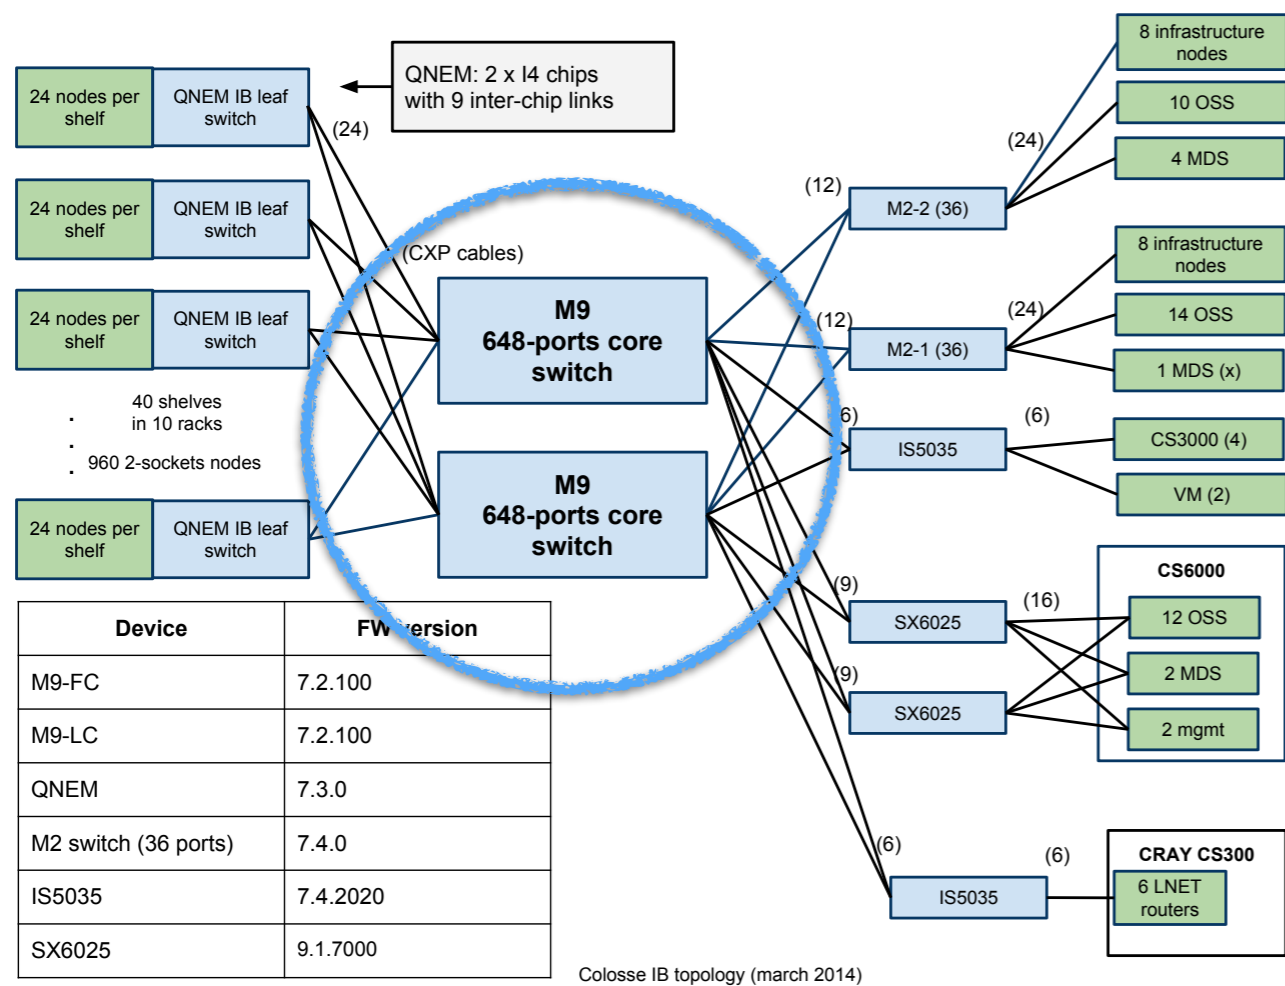 QNEM: 2 x I4 chips
with 9 inter-chip links
24 nodes per
shelf
QNEM IB leaf
switch
(24)
24 nodes per
shelf
QNEM IB leaf
switch
24 nodes per
shelf
QNEM IB leaf
switch
40 shelves
in 10 racks
.
.
.
960 2-sockets nodes
24 nodes per
shelf
QNEM IB leaf
switch
(CXP cables)
M9
648-ports core
switch
M9
648-ports core
switch
(12)
M2-2 (36)
(24)
8 infrastructure
nodes
10 OSS
4 MDS
(12)
M2-1 (36)
(24)
8 infrastructure
nodes
14 OSS
1 MDS (x)
(6)
IS5035
(6)
CS3000 (4)
VM (2)
(9)
SX6025
(16)
(9)
SX6025
CS6000
12 OSS
2 MDS
2 mgmt
(6)
IS5035
(6)
CRAY CS300
6 LNET
routers
Device FW version
M9-FC 7.2.100
M9-LC 7.2.100
QNEM 7.3.0
M2 switch (36 ports) 7.4.0
IS5035 7.4.2020
SX6025 9.1.7000
Colosse IB topology (march 2014)